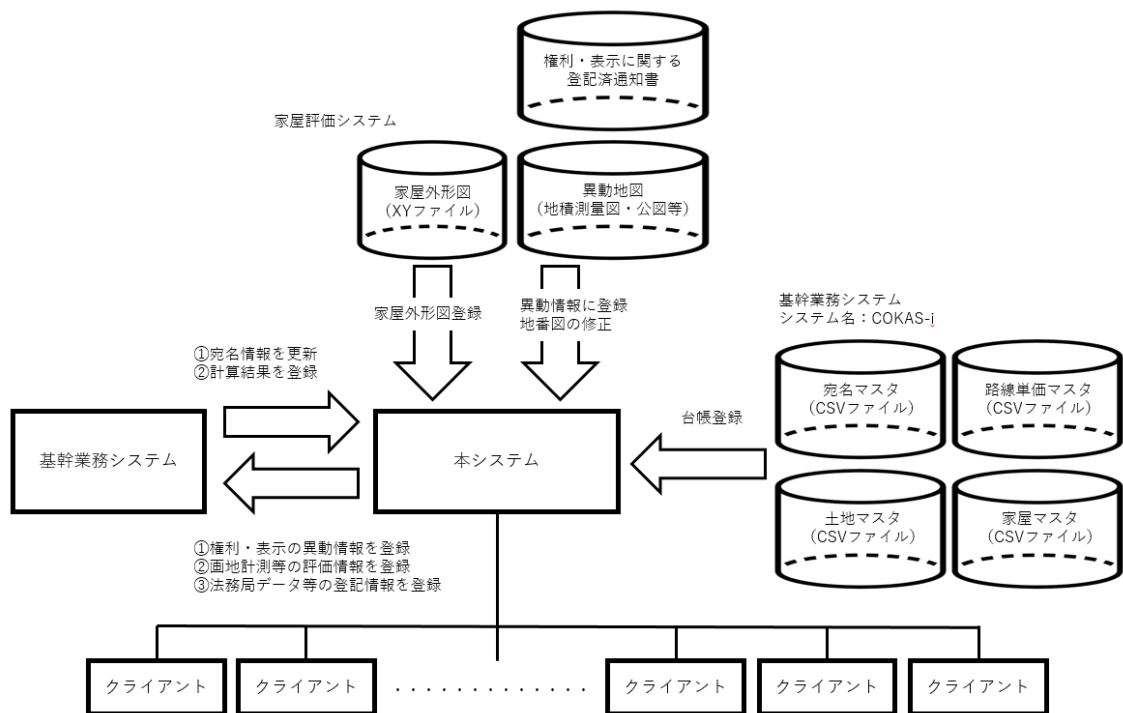 権利・表示に関する
登記済通知書
家屋評価システム
家屋外形図
（XYファイル）
異動地図
（地積測量図・公図等）
家屋外形図登録
異動情報に登録
地番図の修正
基幹業務システム
システム名：COKAS-i
①宛名情報を更新
②計算結果を登録
宛名マスタ
（CSVファイル）
路線単価マスタ
（CSVファイル）
台帳登録
基幹業務システム
本システム
土地マスタ
（CSVファイル）
家屋マスタ
（CSVファイル）
①権利・表示の異動情報を登録
②画地計測等の評価情報を登録
③法務局データ等の登記情報を登録
クライアント
クライアント
．．．．．．．．．．．．．
クライアント
クライアント
クライアント